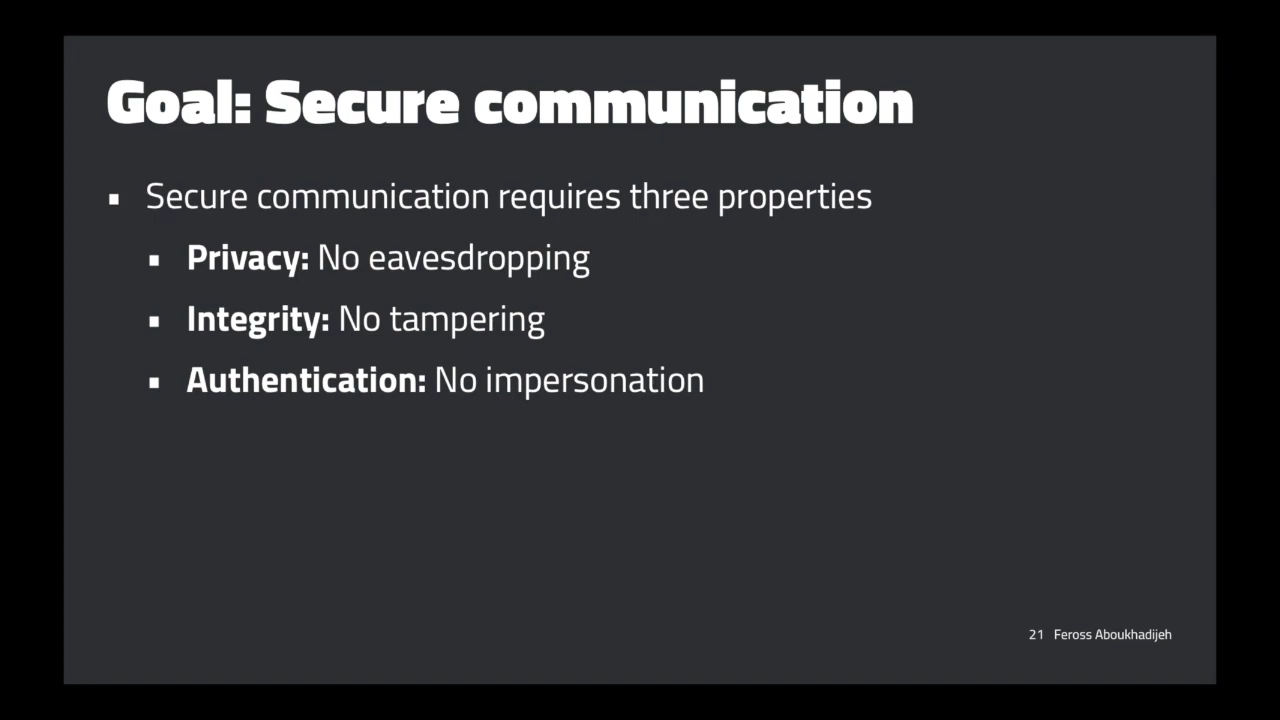 Goal: Secure communication
▪ Secure communication requires three properties
▪ Privacy: No eavesdropping
▪ Integrity: No tampering
▪ Authentication: No impersonation
21 Feross Aboukhadijeh